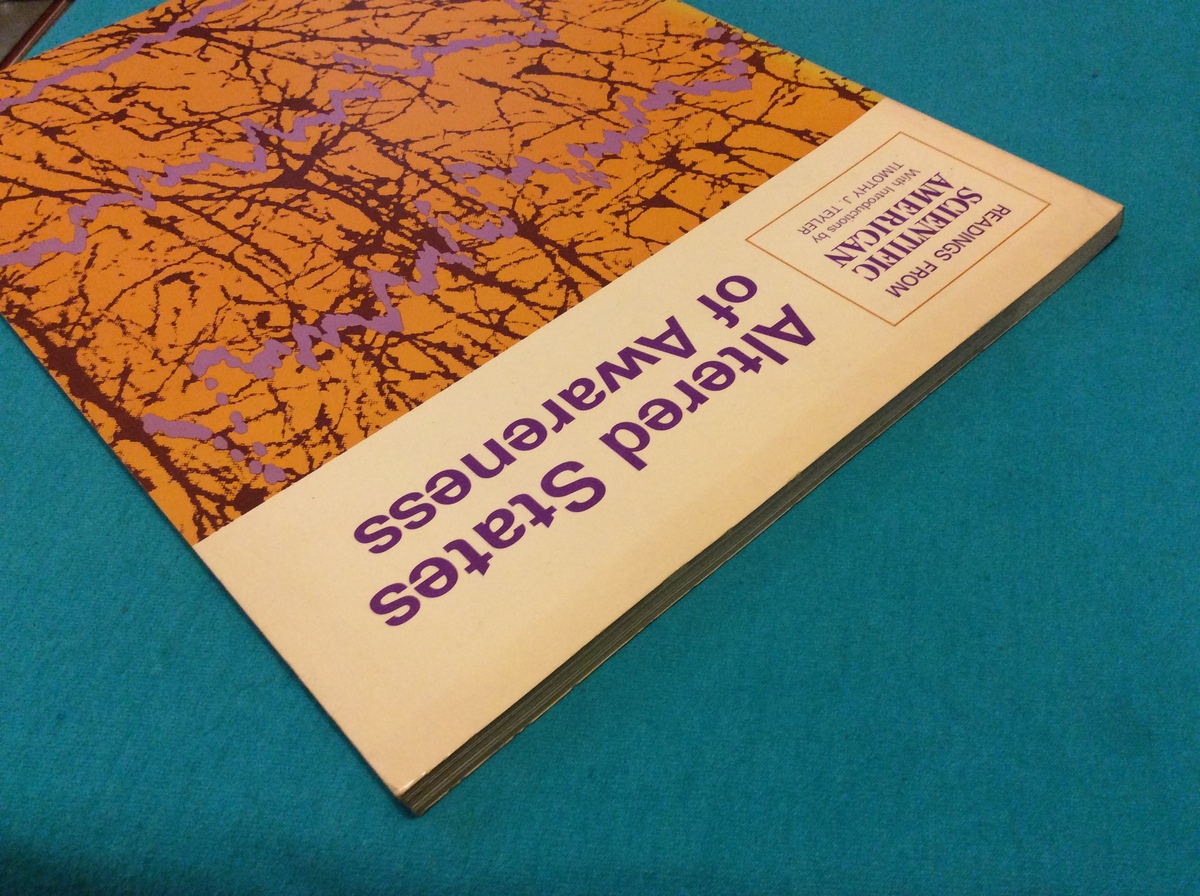 READINGS FROM
SCIENTIFIC
AMERICAN
With Introductions by
TIMOTHY J. TEYLER
Altered States
of Awareness